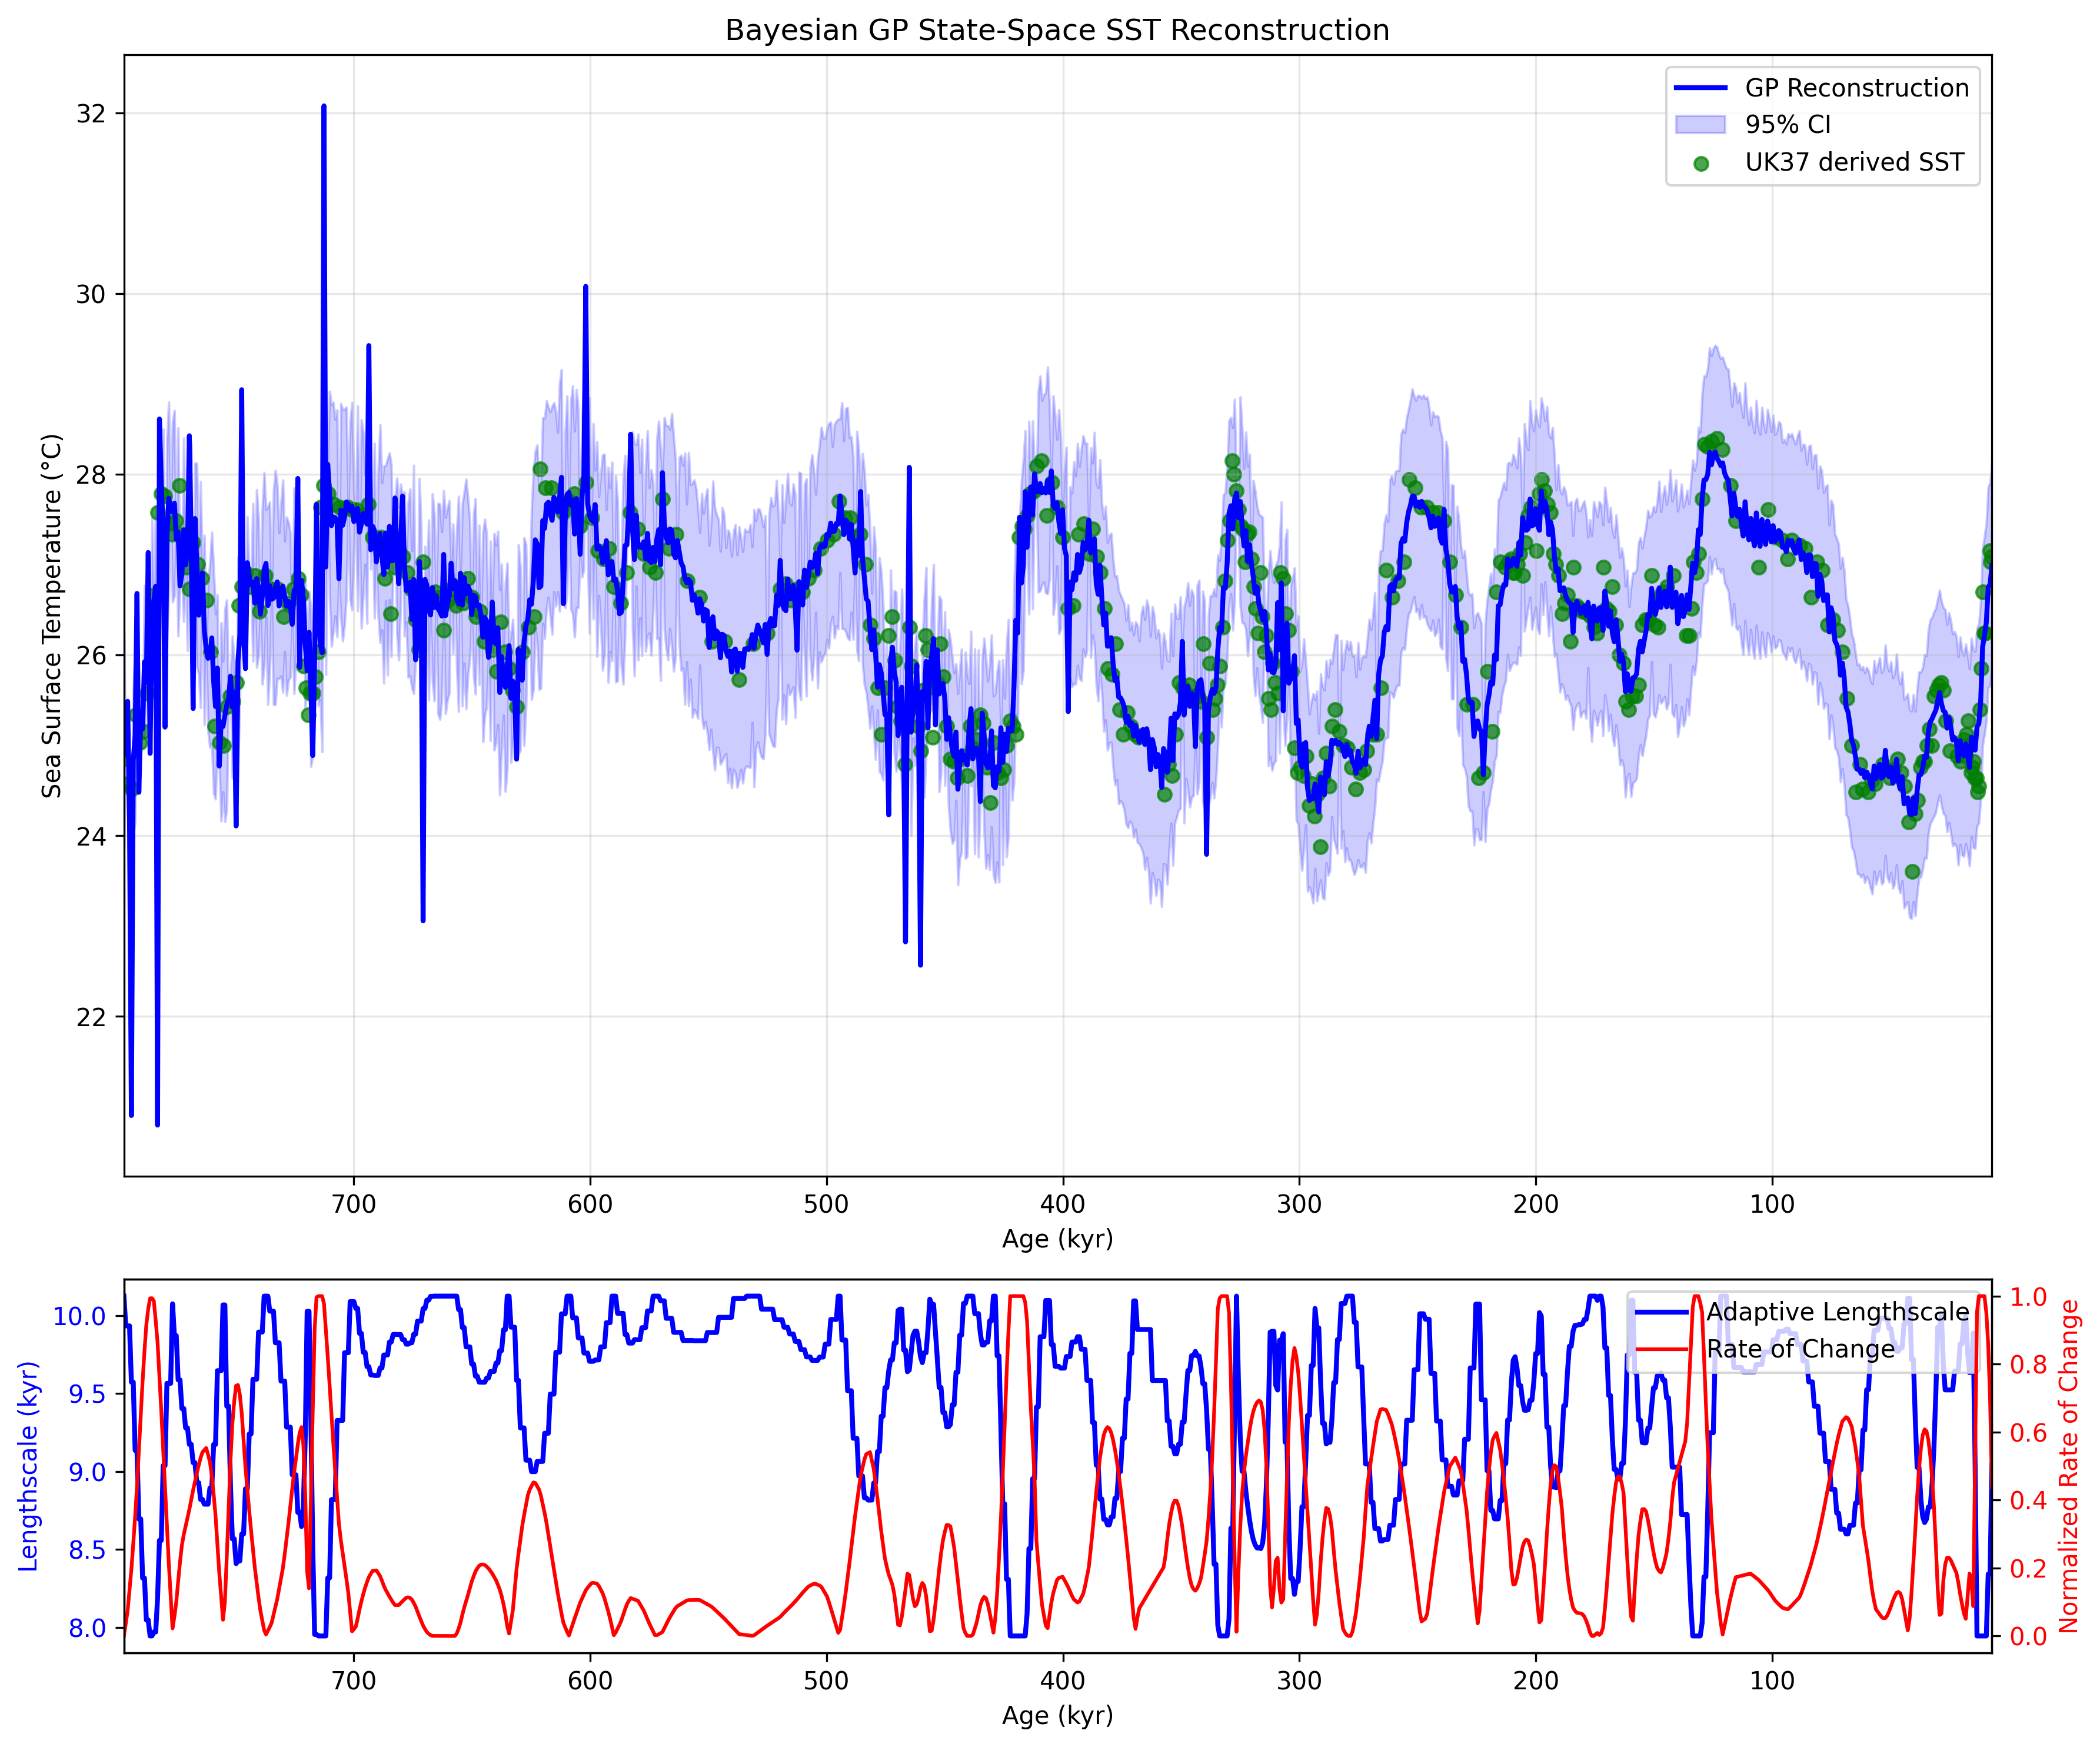 Bayesian GP State-Space SST Reconstruction
GP Reconstruction
95% CI
UK37 derived SST
Sea Surface Temperature (°C)
32
30
28
26
24
22
700 600 500 400 300 200 100
Age (kyr)
Adaptive Lengthscale
Rate of Change
Lengthscale (kyr)
10.0
9.5
9.0
8.5
8.0
1.0
0.8
0.6
0.4
0.2
0.0
Normalized Rate of Change
700 600 500 400 300 200 100
Age (kyr)